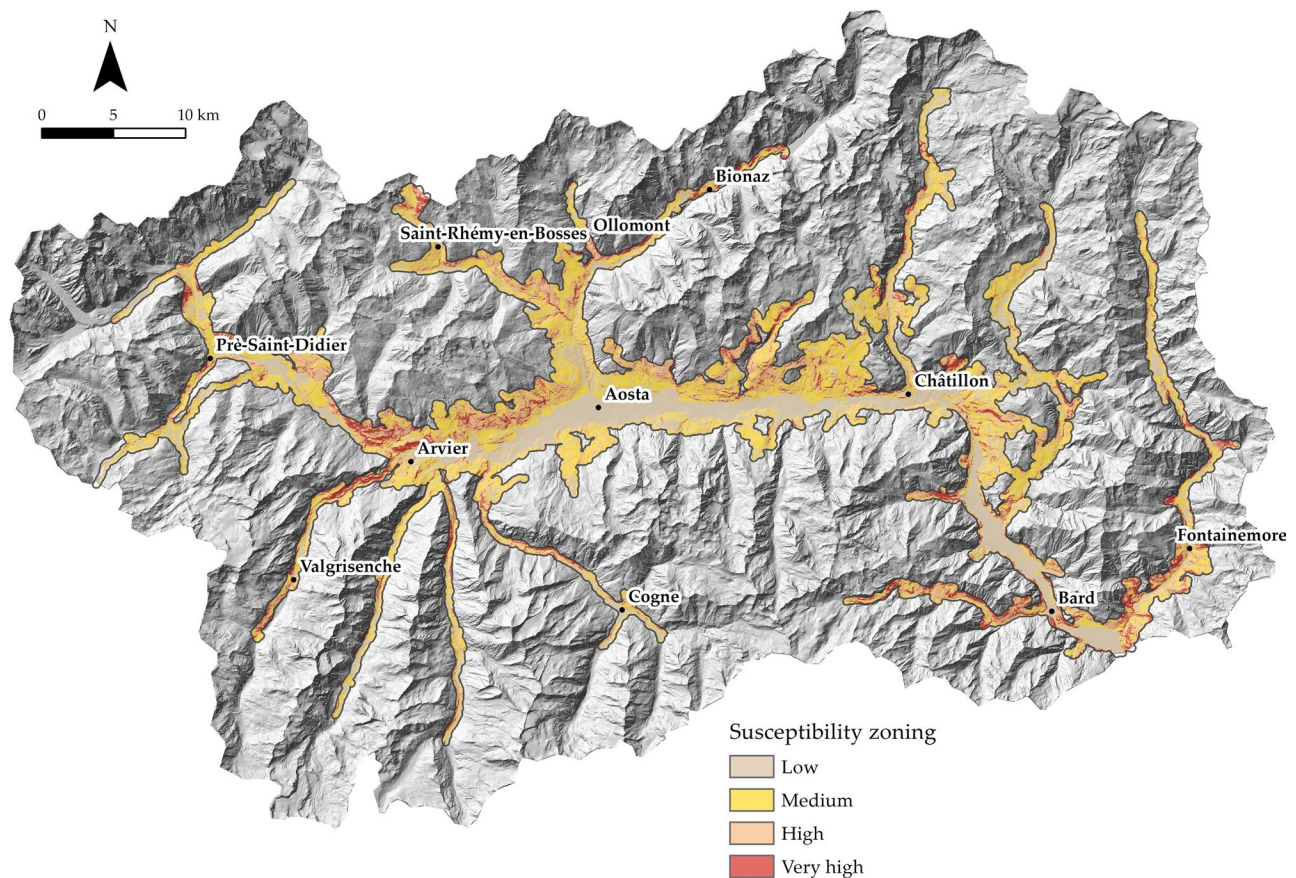 N
0 5 10 km
Bionaz
Ollomont
Saint-Rhémy-en-Bosses
Prè-Saint-Didier
Châtillon
Aosta
Arvier
Fontainemore
Valgrisenche
Cogne
Bard
Susceptibility zoning
Low
Medium
High
Very high